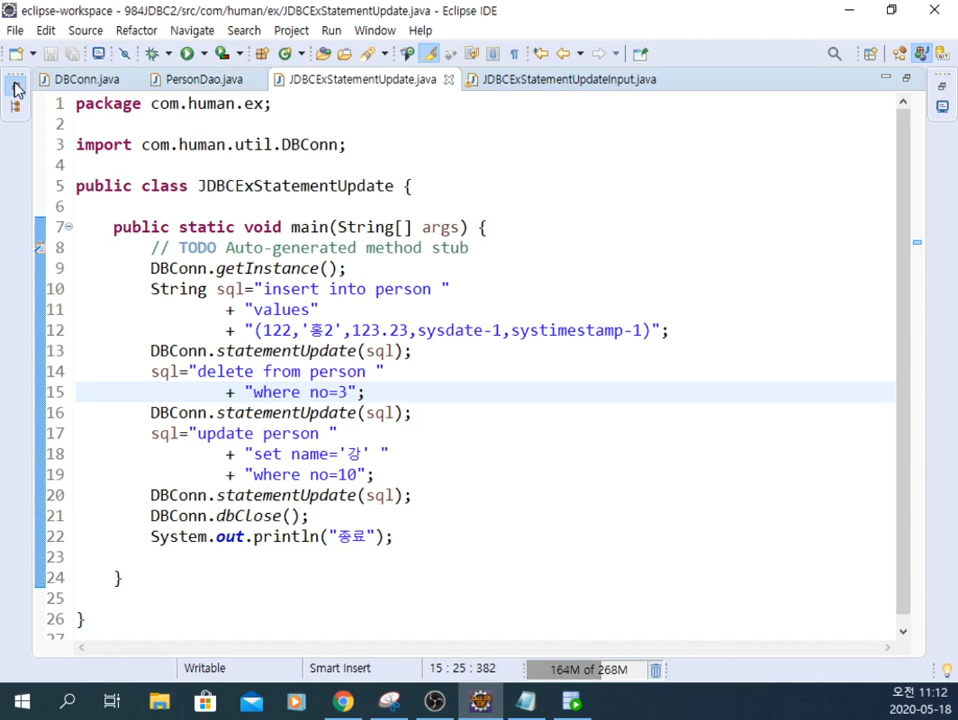 eclipse-workspace - 984JDBC2/src/com/human/ex/JDBCExStatementUpdate.java - Eclipse IDE
File Edit Source Refactor Navigate Search Project Run Window Help
DBConn.java PersonDao.java JDBCExStatementUpdate.java JDBCExStatementUpdateInput.java
1 package com.human.ex;
2
3 import com.human.util.DBConn;
4
5 public class JDBCExStatementUpdate {
6
7 public static void main(String[] args) {
8 // TODO Auto-generated method stub
9 DBConn.getInstance();
10 String sql="insert into person "
11 + "values"
12 + "(122,'홍2',123.23,sysdate-1,systimestamp-1)";
13 DBConn.statementUpdate(sql);
14 sql="delete from person "
15 + "where no=3";
16 DBConn.statementUpdate(sql);
17 sql="update person "
18 + "set name='강' "
19 + "where no=10";
20 DBConn.statementUpdate(sql);
21 DBConn.dbClose();
22 System.out.println("종료");
23
24 }
25
26 }
27
Writable Smart Insert 15 : 25 : 382 164M of 268M
오전 11:12
2020-05-18